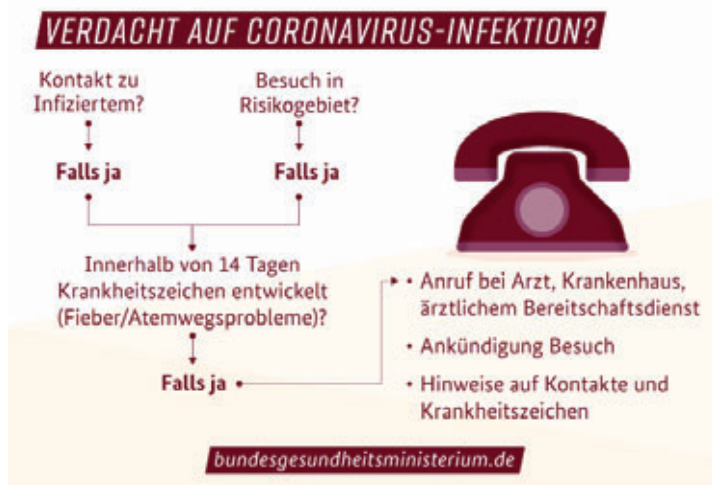 VERDACHT AUF CORONAVIRUS-INFEKTION?
Kontakt zu
Infiziertem?
Besuch in
Risikogebiet?
Falls ja
Falls ja
Innerhalb von 14 Tagen
Krankheitszeichen entwickelt
(Fieber/Atemwegsprobleme)?
Falls ja
• Anruf bei Arzt, Krankenhaus,
ärztlichem Bereitschaftsdienst
• Ankündigung Besuch
• Hinweise auf Kontakte und
Krankheitszeichen
bundesgesundheitsministerium.de